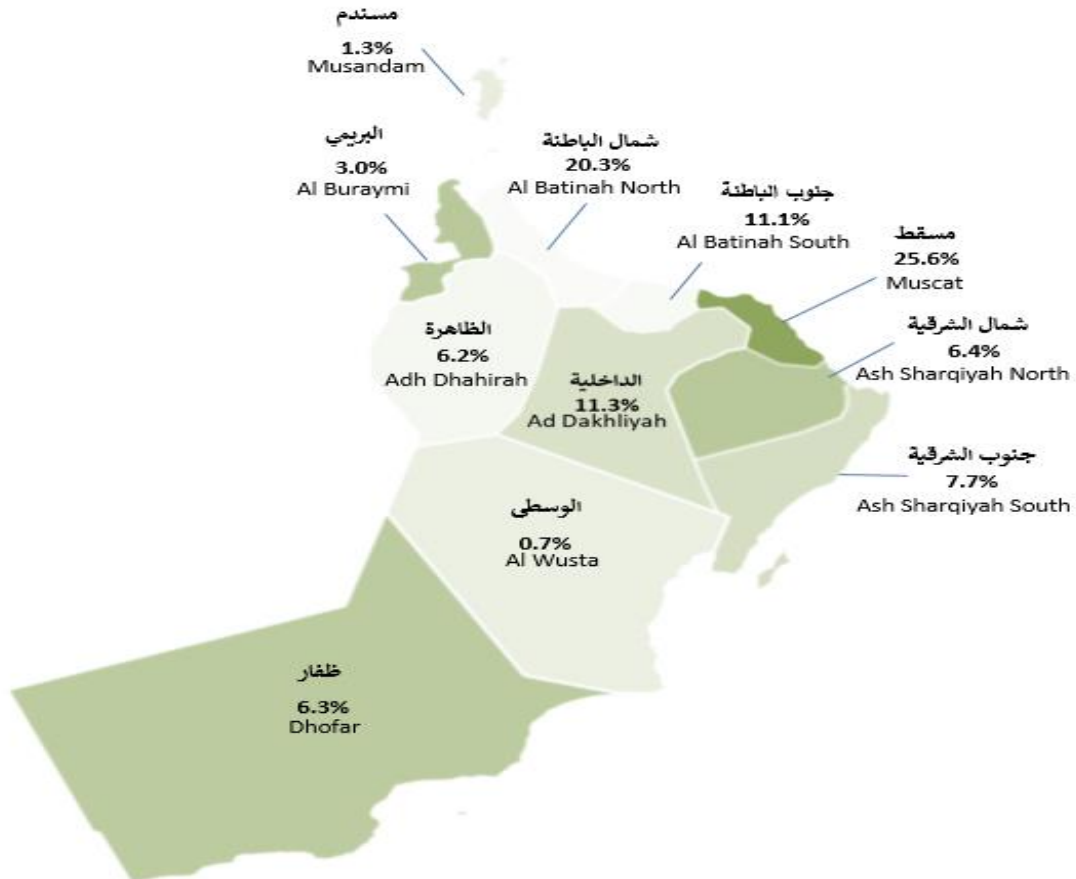 مسندم
1.3%
Musandam
البريمي
3.0%
Al Buraymi
شمال الباطنة
20.3%
Al Batinah North
جنوب الباطنة
11.1%
Al Batinah South
مسقط
25.6%
Muscat
شمال الشرقية
6.4%
Ash Sharqiyah North
الظاهرة
6.2%
Adh Dhahirah
الداخلية
11.3%
Ad Dakhliyah
جنوب الشرقية
7.7%
Ash Sharqiyah South
الوسطى
0.7%
Al Wusta
ظفار
6.3%
Dhofar